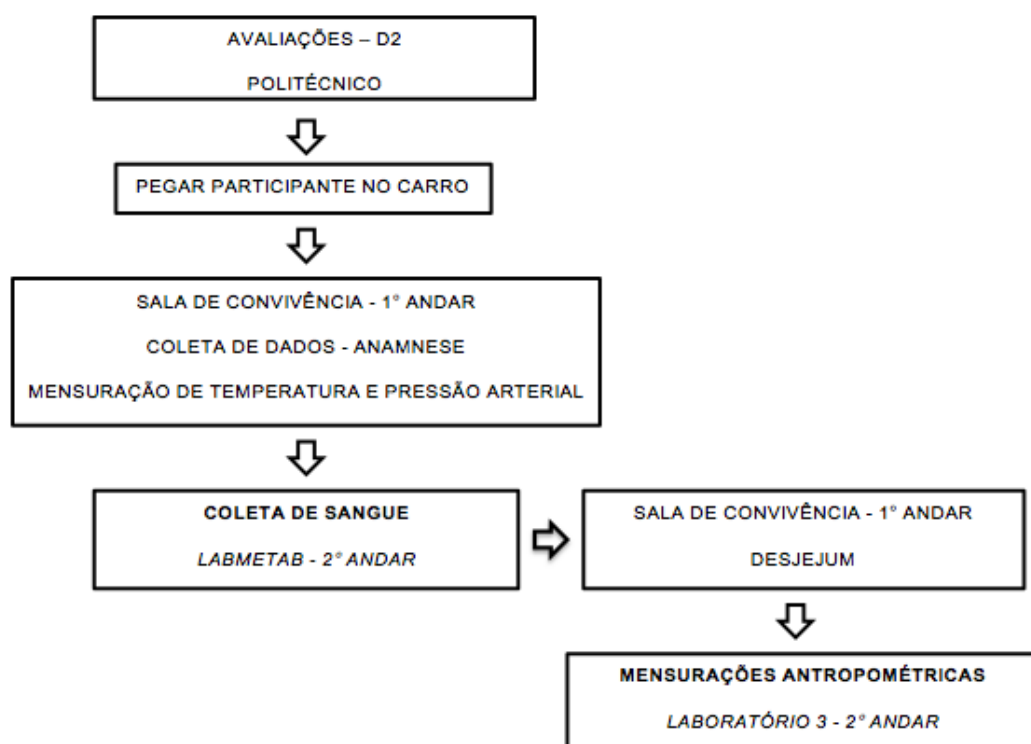 AVALIAÇÕES – D2
POLITÉCNICO
PEGAR PARTICIPANTE NO CARRO
SALA DE CONVIVÊNCIA - 1° ANDAR
COLETA DE DADOS - ANAMNESE
MENSURAÇÃO DE TEMPERATURA E PRESSÃO ARTERIAL
COLETA DE SANGUE
LABMETAB - 2° ANDAR
SALA DE CONVIVÊNCIA - 1° ANDAR
DESJEJUM
MENSURAÇÕES ANTROPOMÉTRICAS
LABORATÓRIO 3 - 2° ANDAR